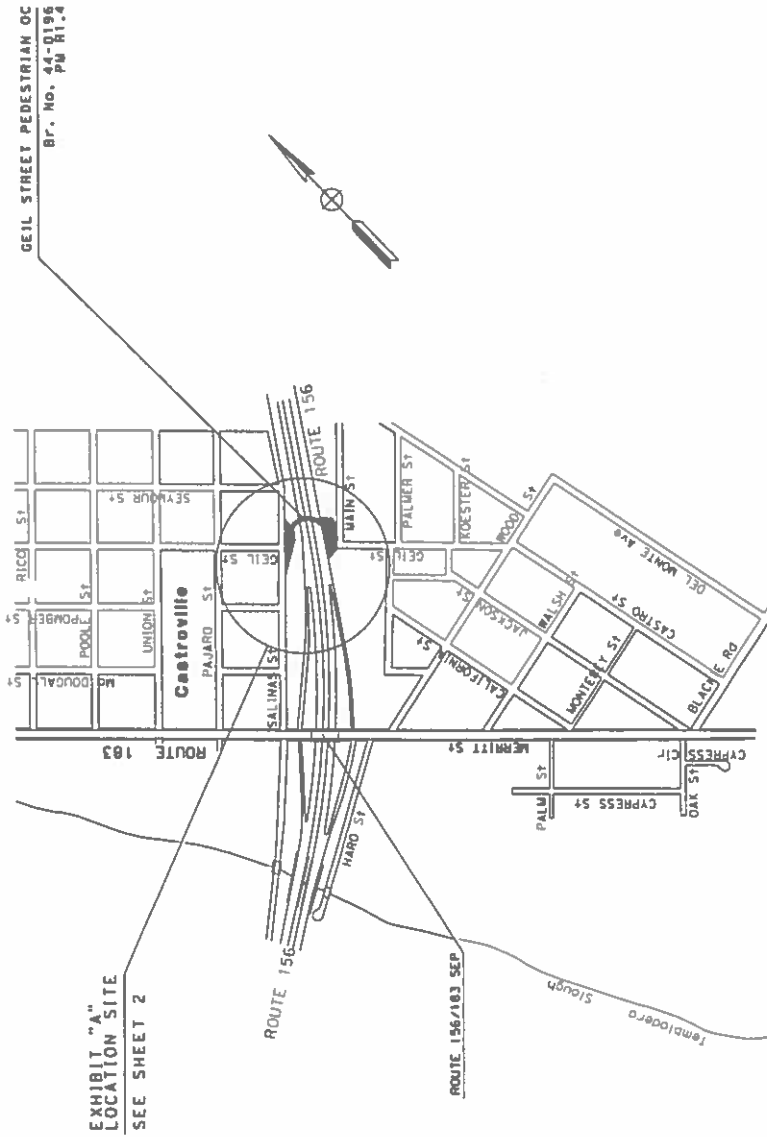 GEIL STREET PEDESTRIAN OC
Br. No. 44-0196
PM R1.4
EXHIBIT "A"
LOCATION SITE
SEE SHEET 2
ROUTE 156
ROUTE 156
ROUTE 156/183 SEP
ROUTE 183
Castroville
RICO St
POOLE St
UNION St
PAJARO St
SALINAS St
McDOUGALL St
SEYMOUR St
GEIL St
GEIL St
MAIN St
PALMER St
KOESTER St
WOOD St
JACKSON St
WALSH St
CALIFORNIA St
MONTEREY St
CASTRO St
DEL MONTE Ave
BLACKIE Rd
MERRITT St
HARO St
PALM St
CYPRESS St
CYPRESS Cir
OAK St
Tembladera Slough